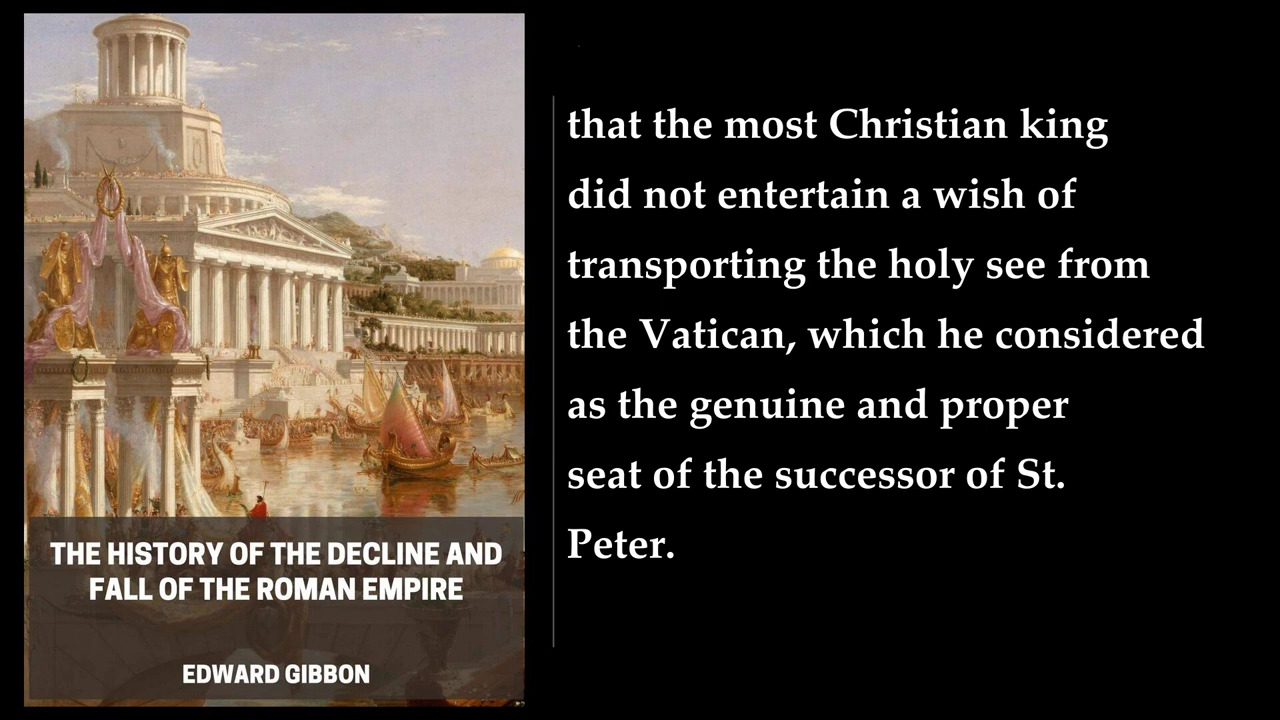 that the most Christian king
did not entertain a wish of
transporting the holy see from
the Vatican, which he considered
as the genuine and proper
seat of the successor of St.
Peter.
THE HISTORY OF THE DECLINE AND
FALL OF THE ROMAN EMPIRE
EDWARD GIBBON